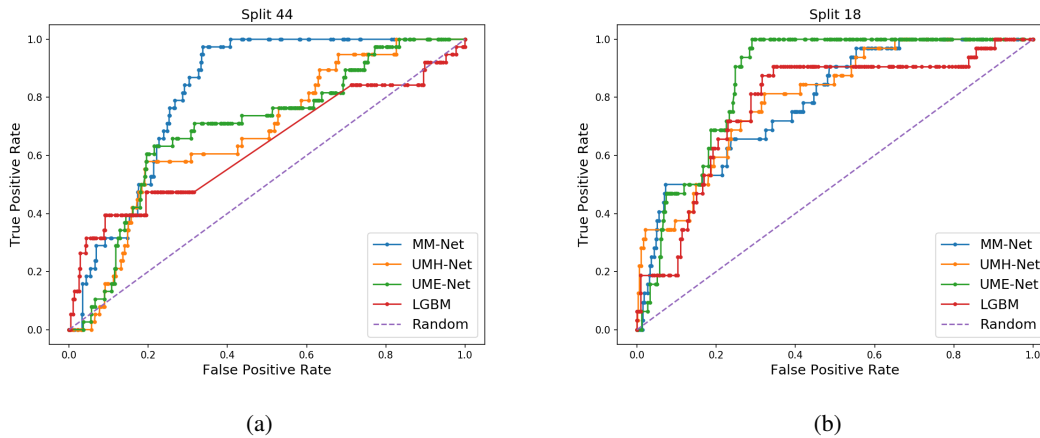 Split 44
True Positive Rate
1.0
0.8
0.6
0.4
0.2
0.0
0.0 0.2 0.4 0.6 0.8 1.0
False Positive Rate
MM-Net
UMH-Net
UME-Net
LGBM
Random
(a)
Split 18
True Positive Rate
1.0
0.8
0.6
0.4
0.2
0.0
0.0 0.2 0.4 0.6 0.8 1.0
False Positive Rate
MM-Net
UMH-Net
UME-Net
LGBM
Random
(b)